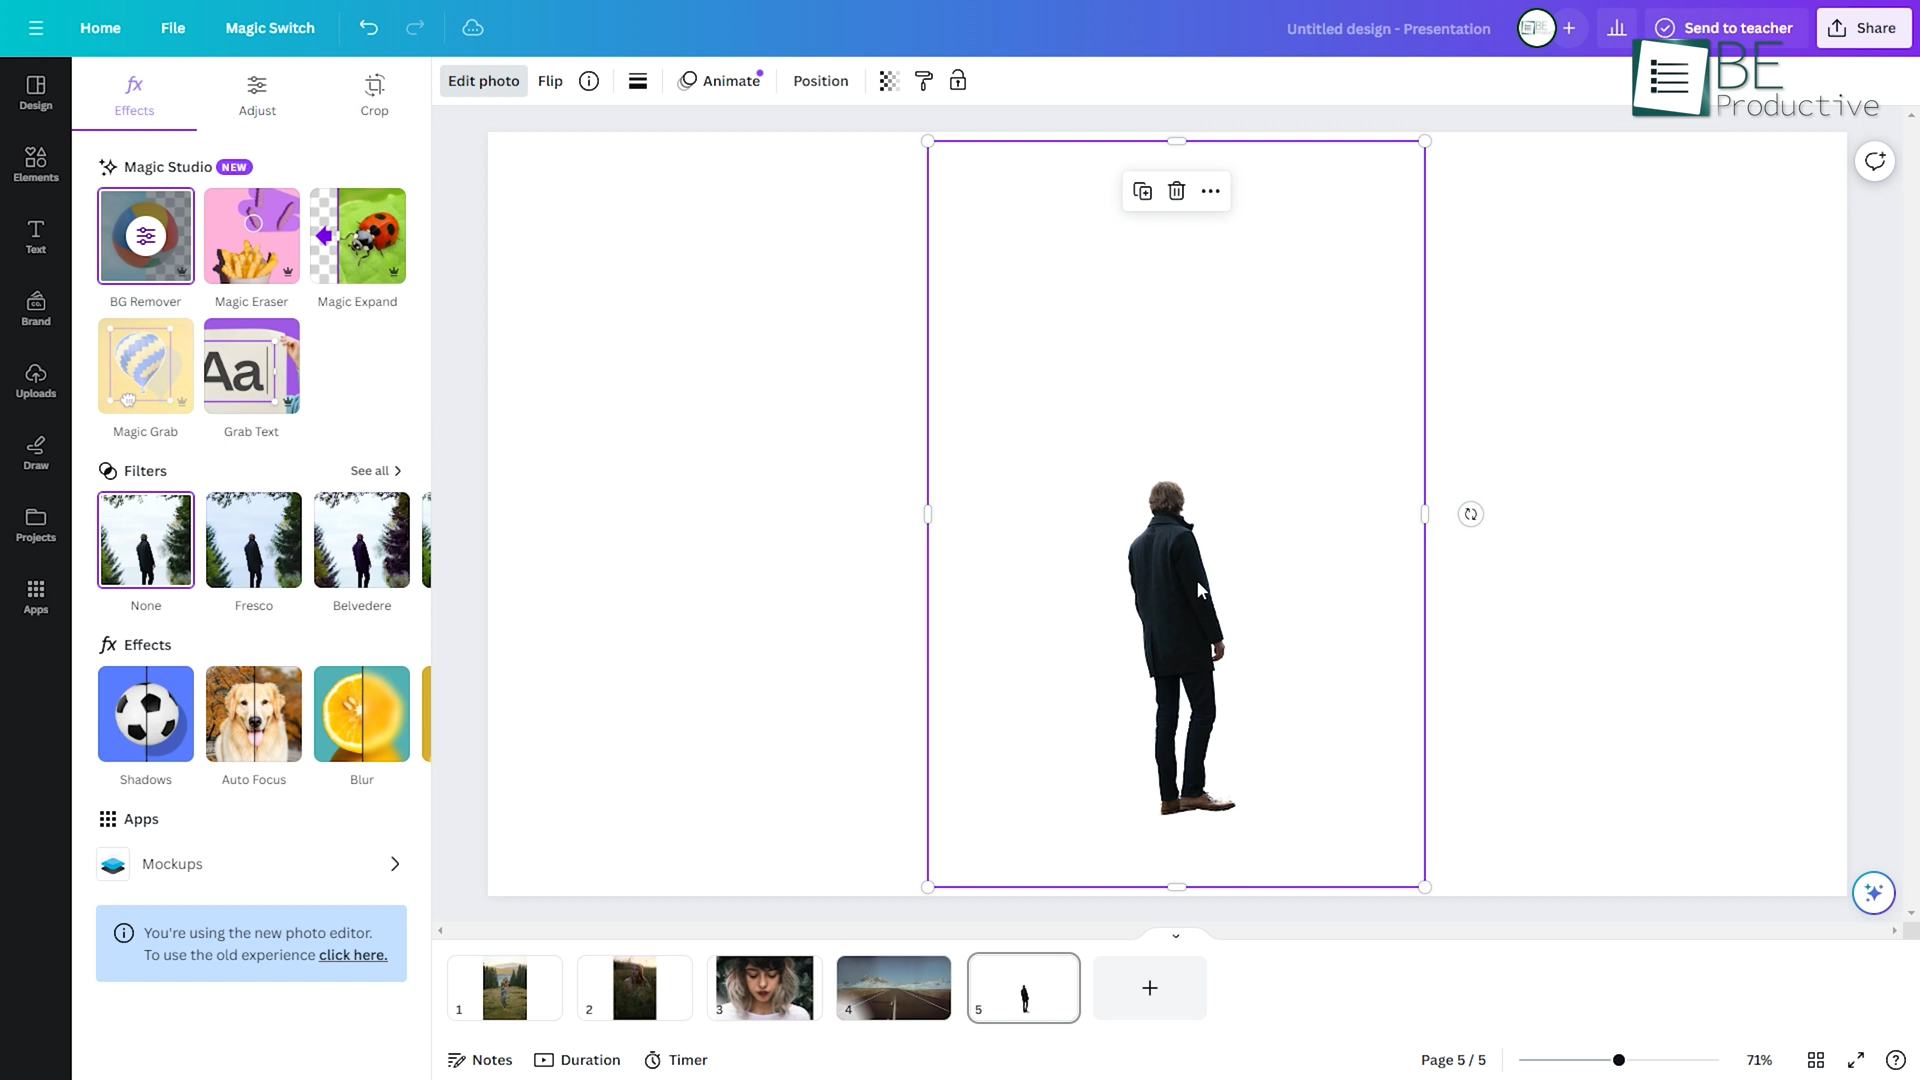 Home
File
Magic Switch
Untitled design - Presentation
Send to teacher
Share
BE
Productive
Design
Elements
Text
Brand
Uploads
Draw
Projects
Apps
Effects
Adjust
Crop
Edit photo
Flip
Animate
Position
Magic Studio NEW
BG Remover
Magic Eraser
Magic Expand
Aa
Magic Grab
Grab Text
Filters
See all
None
Fresco
Belvedere
fx Effects
Shadows
Auto Focus
Blur
Apps
Mockups
You're using the new photo editor.
To use the old experience click here.
1
2
3
4
5
Notes
Duration
Timer
Page 5 / 5
71%